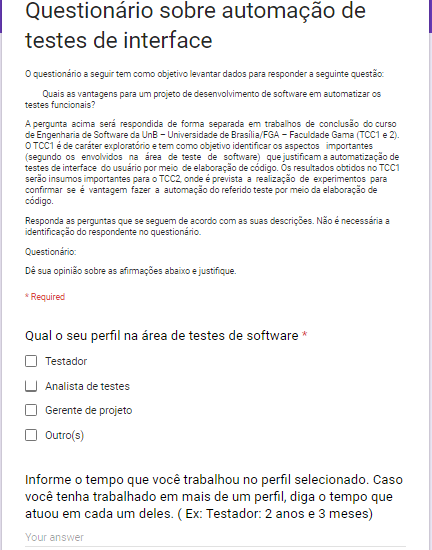 Questionário sobre automação de
testes de interface
O questionário a seguir tem como objetivo levantar dados para responder a seguinte questão:
Quais as vantagens para um projeto de desenvolvimento de software em automatizar os
testes funcionais?
A pergunta acima será respondida de forma separada em trabalhos de conclusão do curso
de Engenharia de Software da UnB – Universidade de Brasília/FGA – Faculdade Gama (TCC1 e 2).
O TCC1 é de caráter exploratório e tem como objetivo identificar os aspectos importantes
(segundo os envolvidos na área de teste de software) que justificam a automatização de
testes de interface do usuário por meio de elaboração de código. Os resultados obtidos no TCC1
serão insumos importantes para o TCC2, onde é prevista a realização de experimentos para
confirmar se é vantagem fazer a automação do referido teste por meio da elaboração de
código.
Responda as perguntas que se seguem de acordo com as suas descrições. Não é necessária a
identificação do respondente no questionário.
Questionário:
Dê sua opinião sobre as afirmações abaixo e justifique.
* Required
Qual o seu perfil na área de testes de software *
Testador
Analista de testes
Gerente de projeto
Outro(s)
Informe o tempo que você trabalhou no perfil selecionado. Caso
você tenha trabalhado em mais de um perfil, diga o tempo que
atuou em cada um deles. ( Ex: Testador: 2 anos e 3 meses)
Your answer